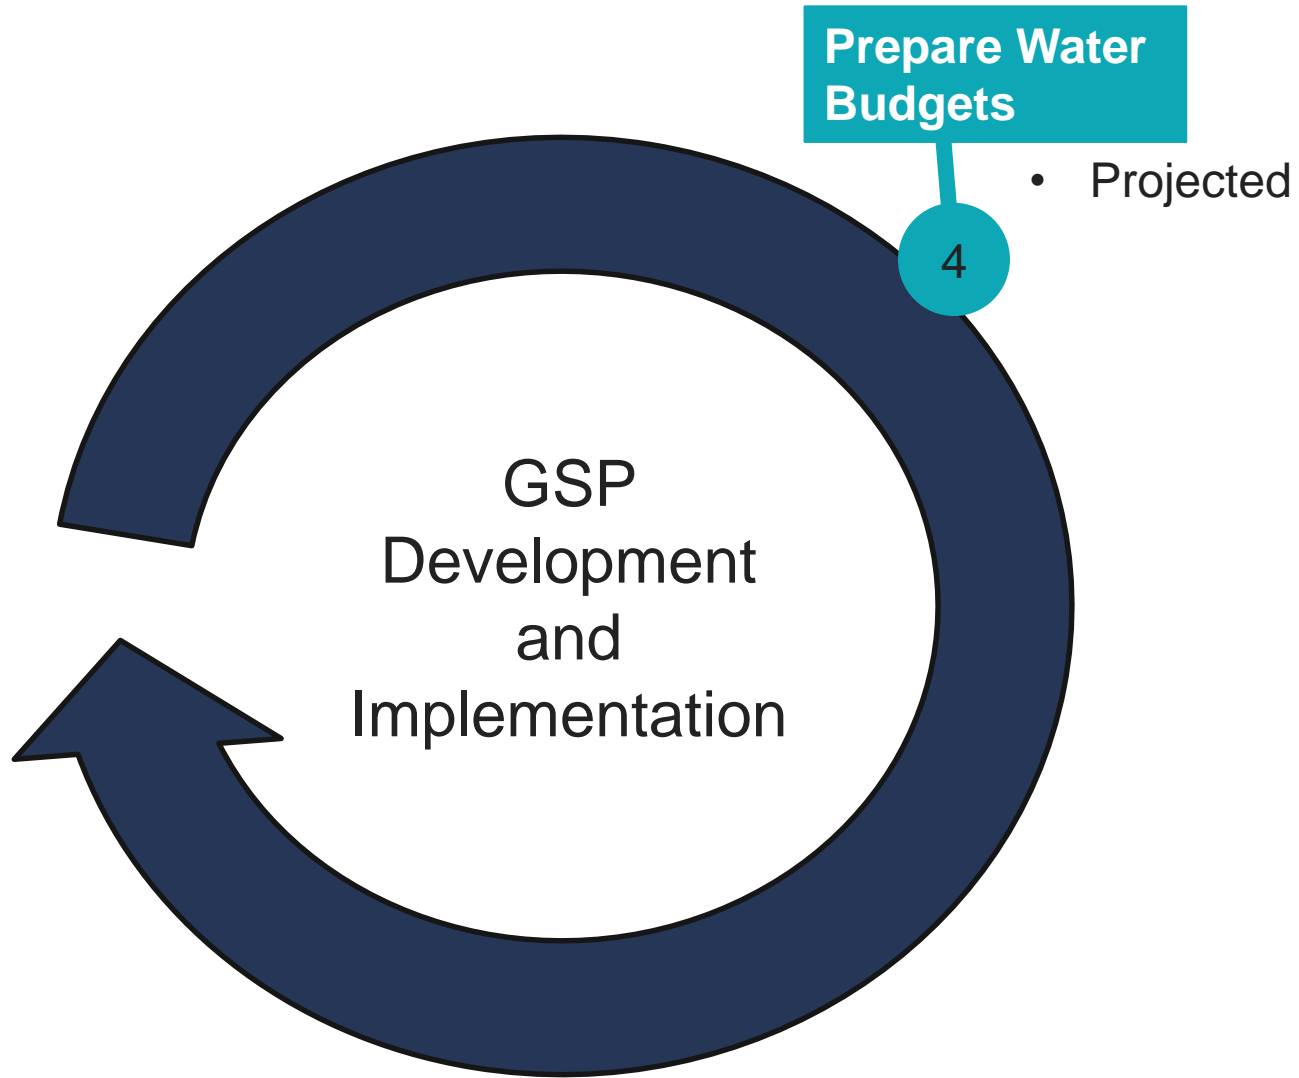 Prepare Water
Budgets
• Projected
4
GSP
Development
and
Implementation